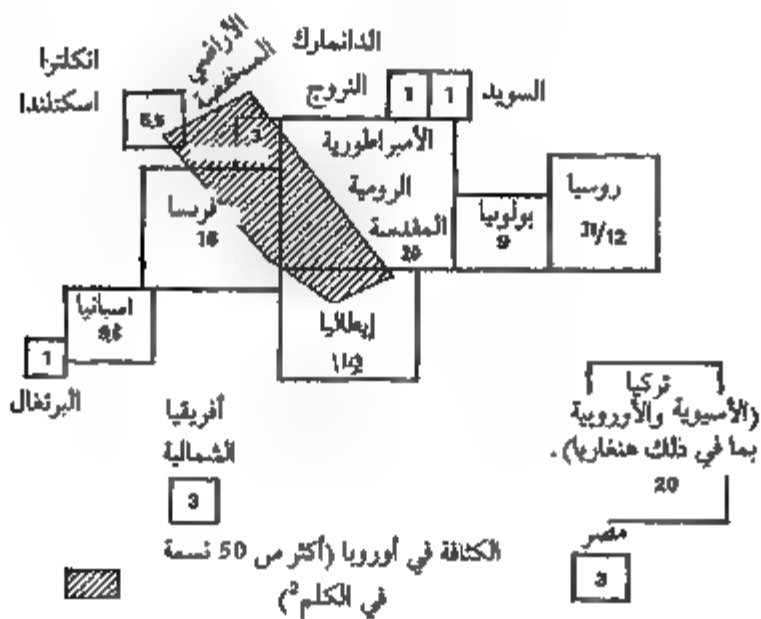 الأراضي
المنخفضة
الدانمارك
النروج
1 1
السويد
انكلترا
اسكتلندا
5,5
3
الأمبراطورية
الرومية
المقدسة
20
فرنسا
16
بولونيا
9
روسيا
اسبانيا
1
البرتغال
إيطاليا
أفريقيا
الشمالية
3
تركيا
(الأسيوية والأوروبية
بما في ذلك هنغاريا).
20
مصر
3
الكثافة في أوروبا (أكثر من 50 نسمة
في الكلم²)